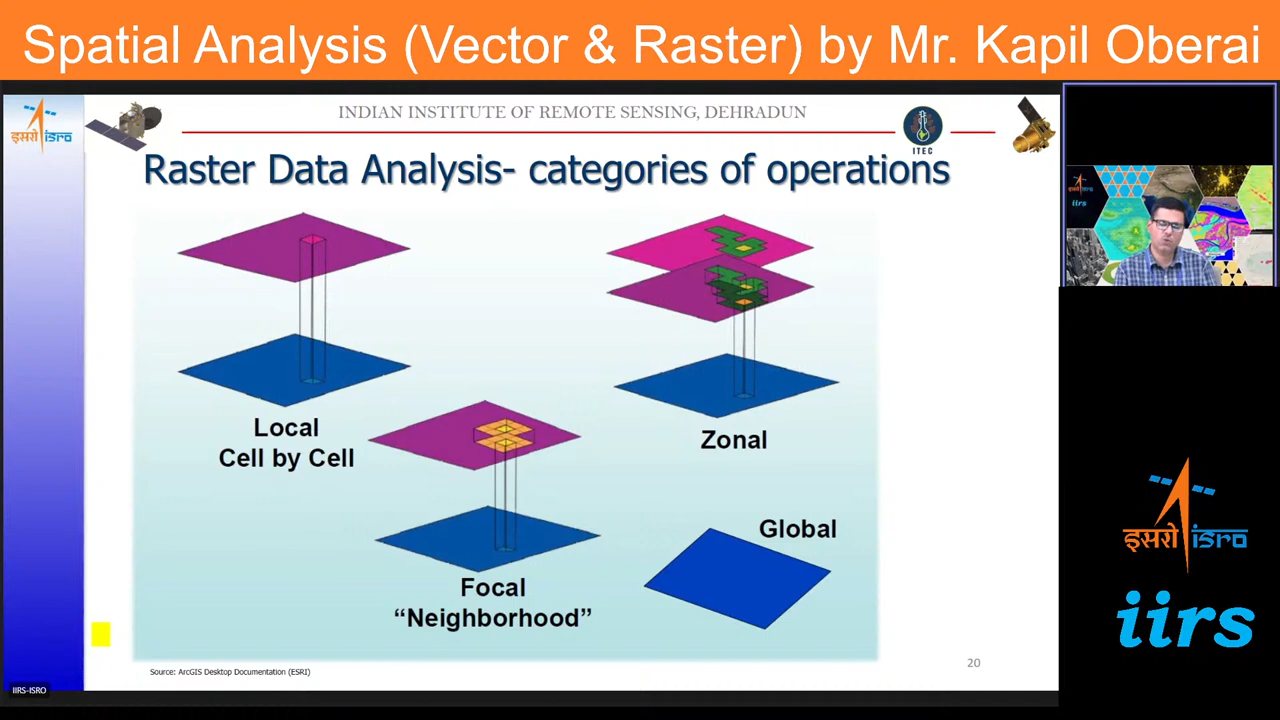 Spatial Analysis (Vector & Raster) by Mr. Kapil Oberai
इसरो isro
INDIAN INSTITUTE OF REMOTE SENSING, DEHRADUN
ITEC
Raster Data Analysis- categories of operations
iirs
Local
Cell by Cell
Zonal
Focal
“Neighborhood”
Global
इसरो isro
iirs
Source: ArcGIS Desktop Documentation (ESRI)
20
IIRS-ISRO